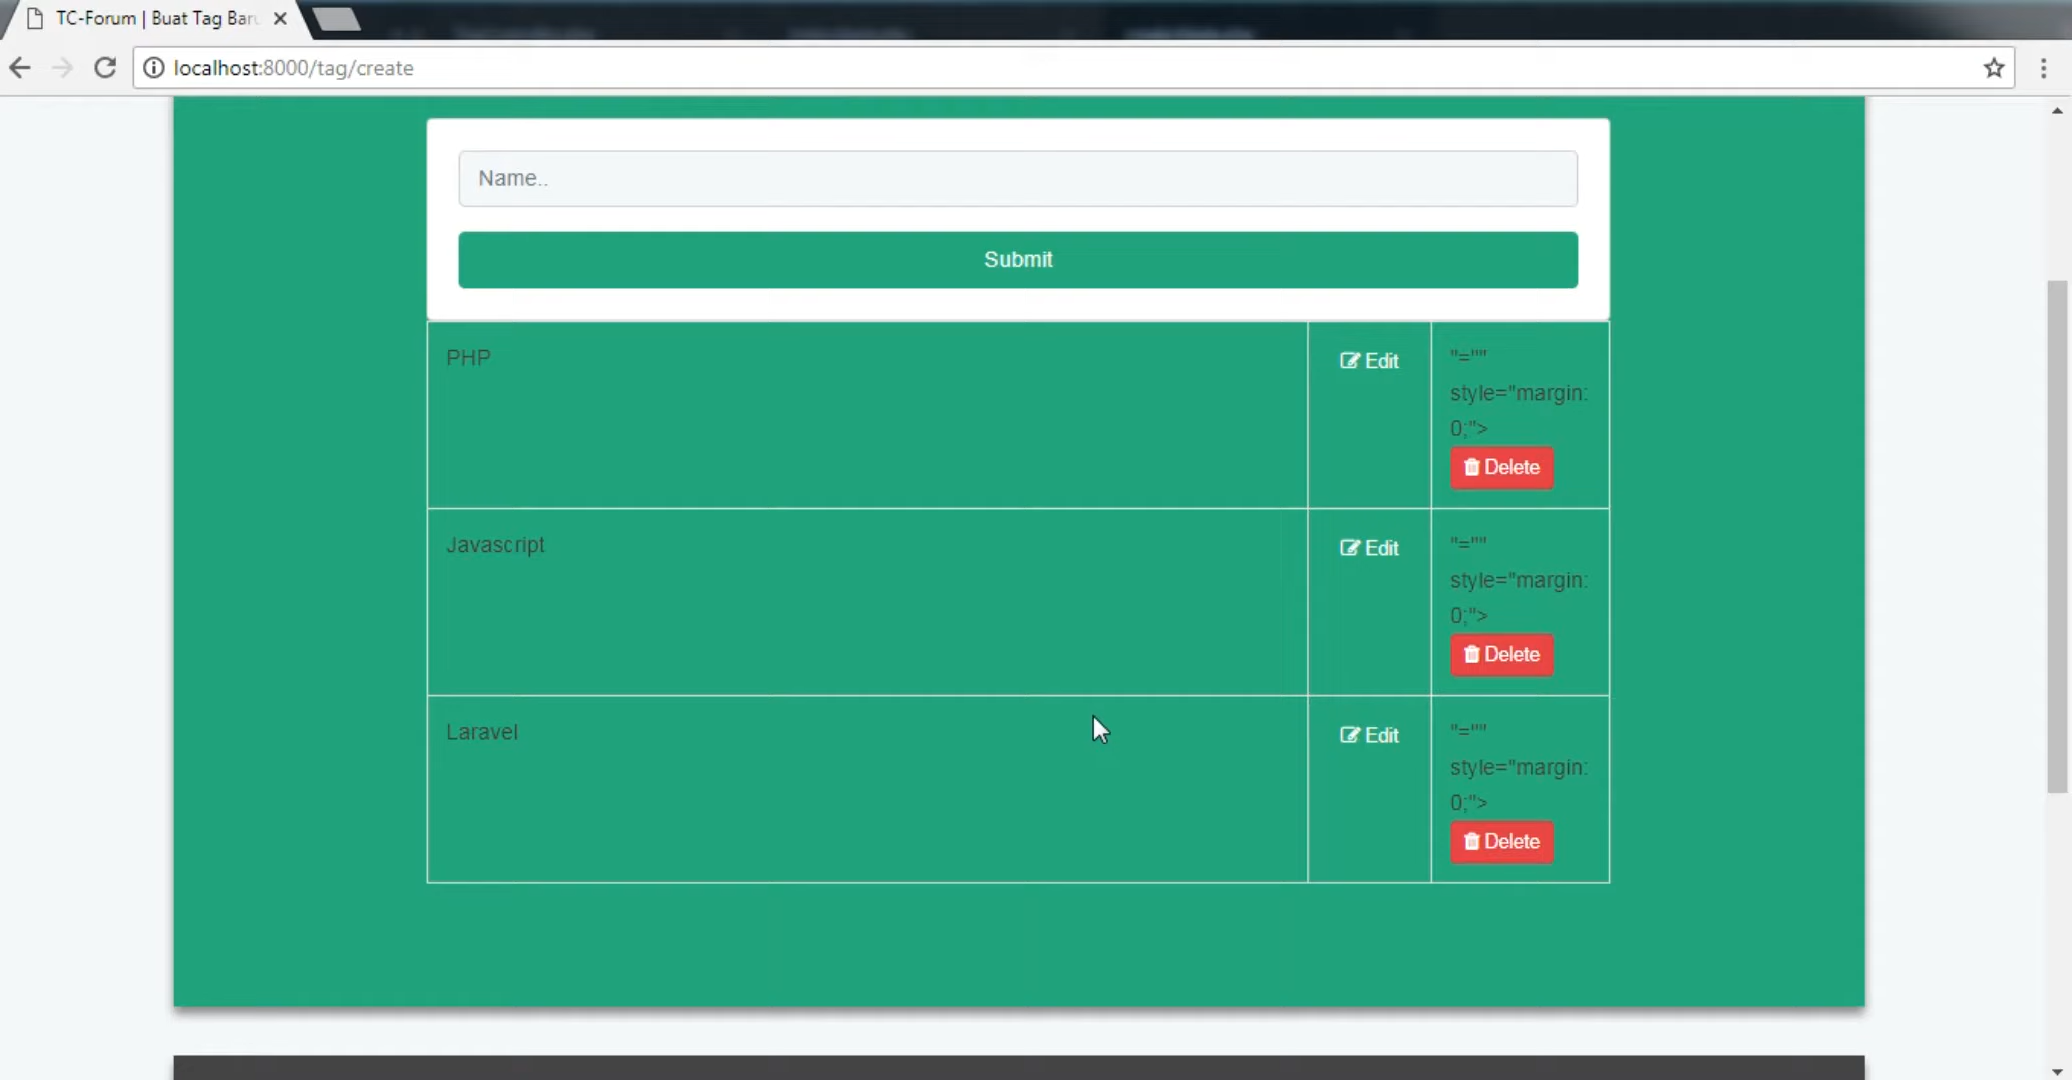 TC-Forum | Buat Tag Baru
localhost:8000/tag/create
Name..
Submit
PHP
Edit
"=""
style="margin:
0;">
Delete
Javascript
Edit
"=""
style="margin:
0;">
Delete
Laravel
Edit
"=""
style="margin:
0;">
Delete